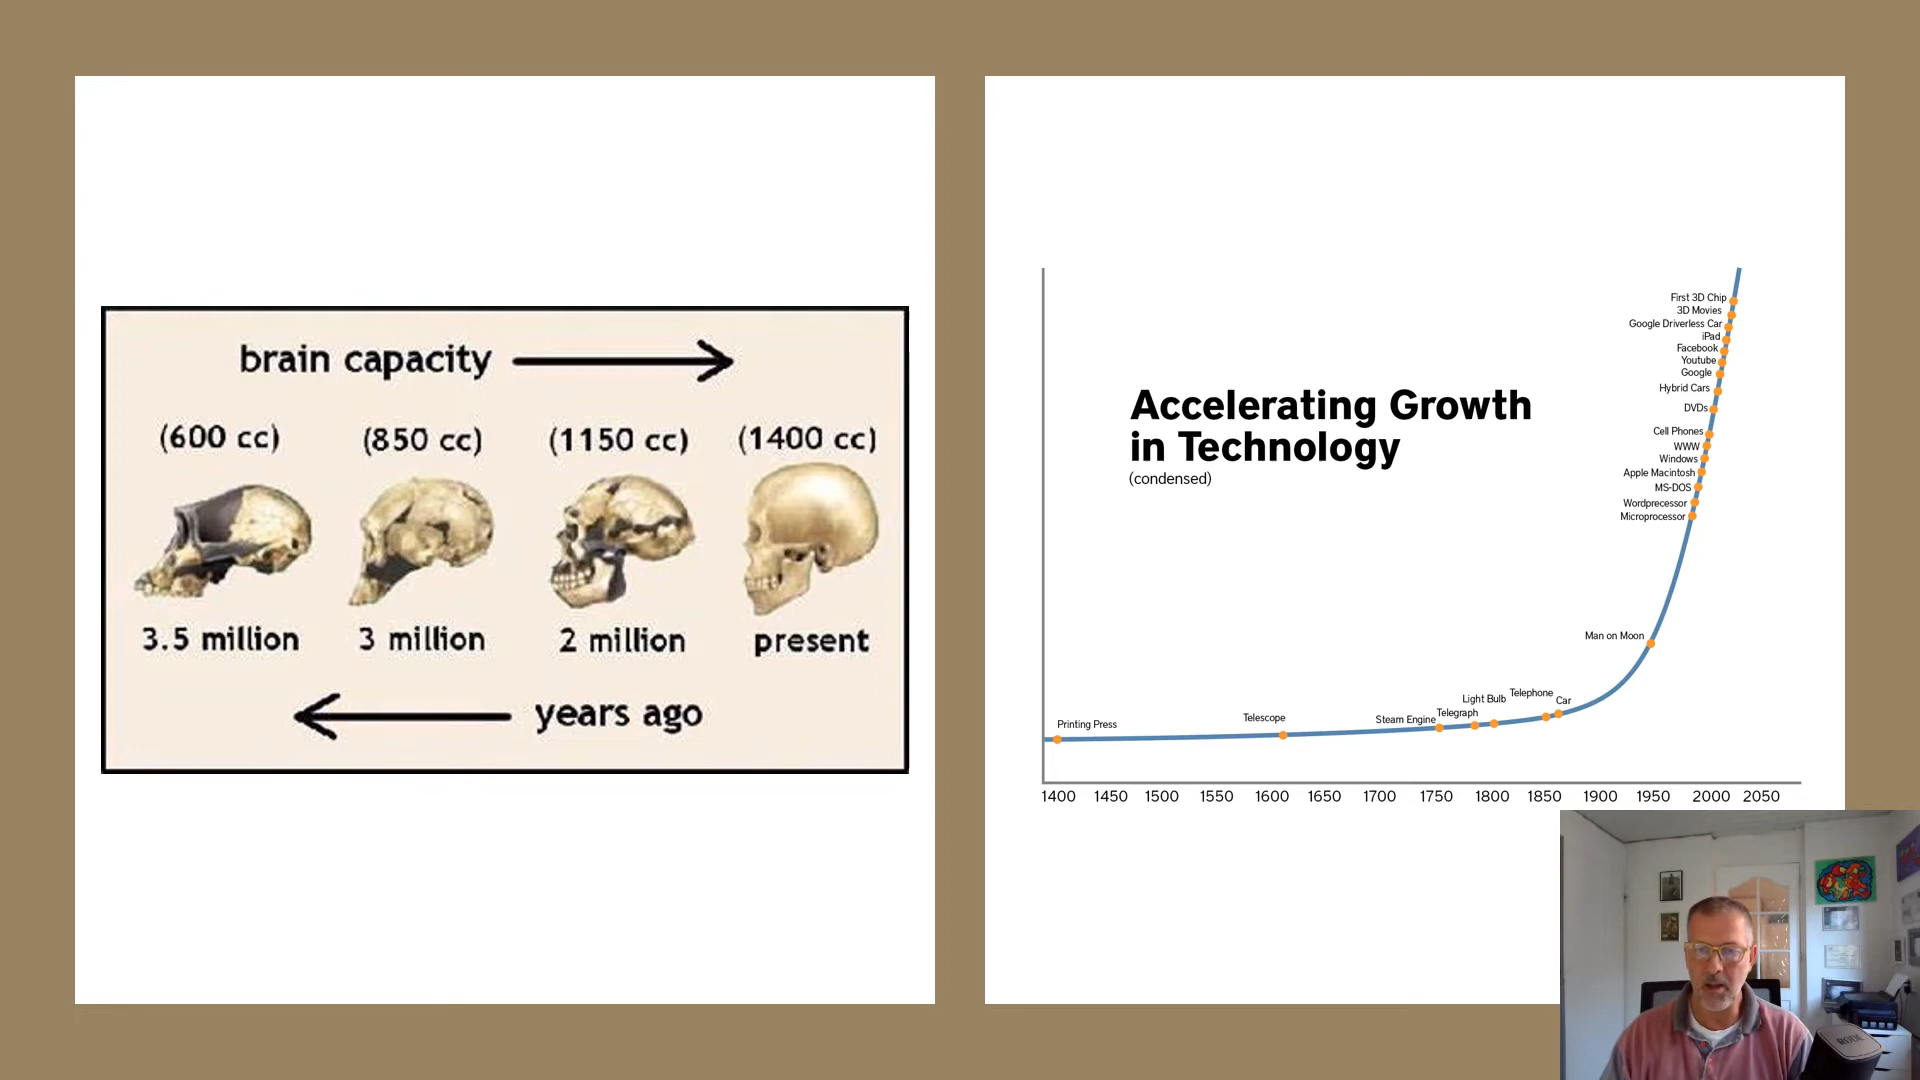 brain capacity
(600 cc) (850 cc) (1150 cc) (1400 cc)
3.5 million 3 million 2 million present
years ago
Accelerating Growth
in Technology
(condensed)
First 3D Chip
3D Movies
Google Driverless Car
iPad
Facebook
Youtube
Google
Hybrid Cars
DVDs
Cell Phones
WWW
Windows
Apple Macintosh
MS-DOS
Wordprecessor
Microprocessor
Man on Moon
Printing Press
Telescope
Steam Engine
Telegraph
Light Bulb
Telephone
Car
1400 1450 1500 1550 1600 1650 1700 1750 1800 1850 1900 1950 2000 2050
RODE